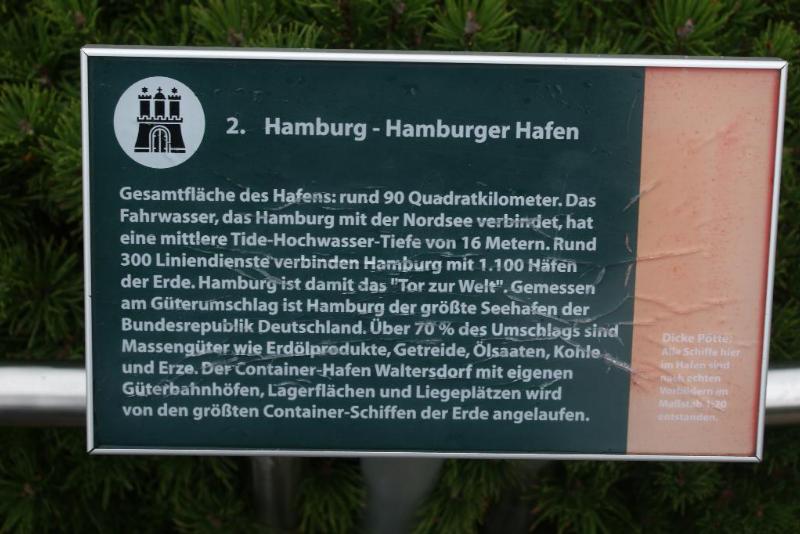 2. Hamburg - Hamburger Hafen
Gesamtfläche des Hafens: rund 90 Quadratkilometer. Das
Fahrwasser, das Hamburg mit der Nordsee verbindet, hat
eine mittlere Tide-Hochwasser-Tiefe von 16 Metern. Rund
300 Liniendienste verbinden Hamburg mit 1.100 Häfen
der Erde. Hamburg ist damit das "Tor zur Welt". Gemessen
am Güterumschlag ist Hamburg der größte Seehafen der
Bundesrepublik Deutschland. Über 70 % des Umschlags sind
Massengüter wie Erdölprodukte, Getreide, Ölsaaten, Kohle
und Erze. Der Container-Hafen Waltersdorf mit eigenen
Güterbahnhöfen, Lagerflächen und Liegeplätzen wird
von den größten Container-Schiffen der Erde angelaufen.
Dicke Pötte:
Alle Schiffe hier
im Hafen sind
nach echten
Vorbildern im
Maßstab 1:20
entstanden.